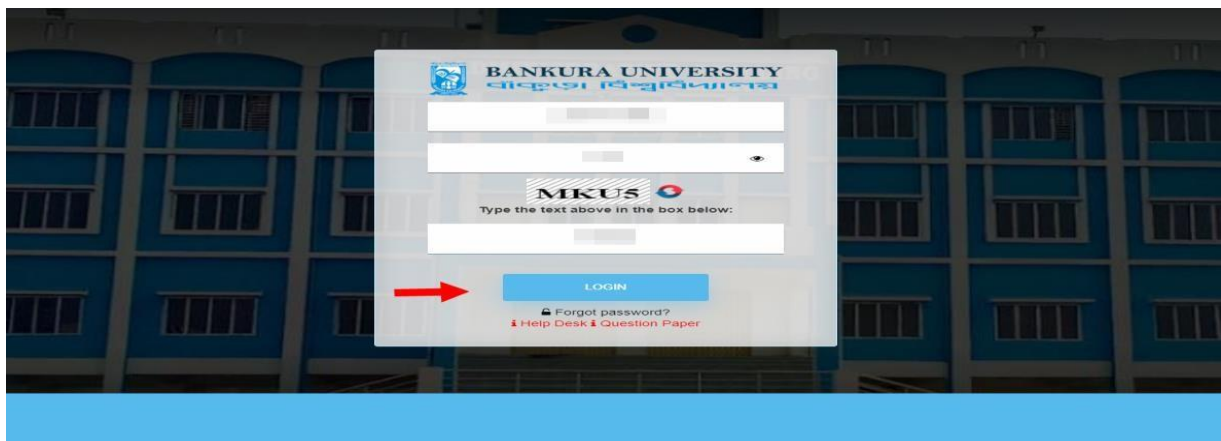 BANKURA UNIVERSITY
বাঁকুড়া বিশ্ববিদ্যালয়
MKU5
Type the text above in the box below:
LOGIN
Forgot password?
Help Desk Question Paper